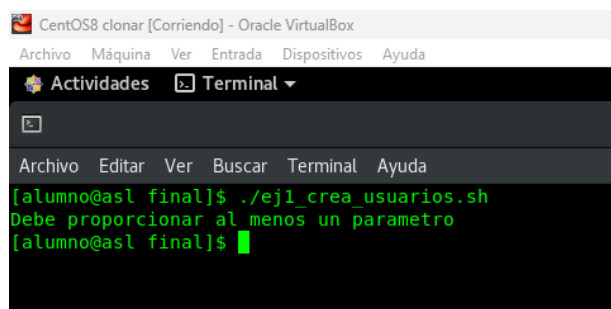 CentOS8 clonar [Corriendo] - Oracle VirtualBox
Archivo Máquina Ver Entrada Dispositivos Ayuda
Actividades Terminal
Archivo Editar Ver Buscar Terminal Ayuda
[alumno@asl final]$ ./ej1_crea_usuarios.sh
Debe proporcionar al menos un parametro
[alumno@asl final]$